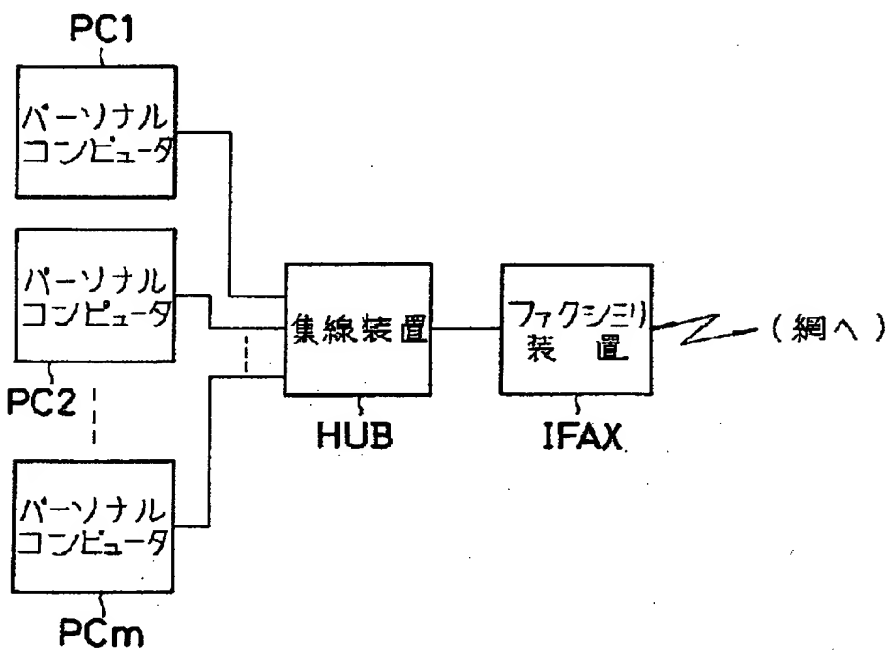 PC1
パーソナル
コンピュータ
パーソナル
コンピュータ
PC2
集線装置
HUB
ファクシミリ
装置
IFAX
(網へ)
パーソナル
コンピュータ
PCm